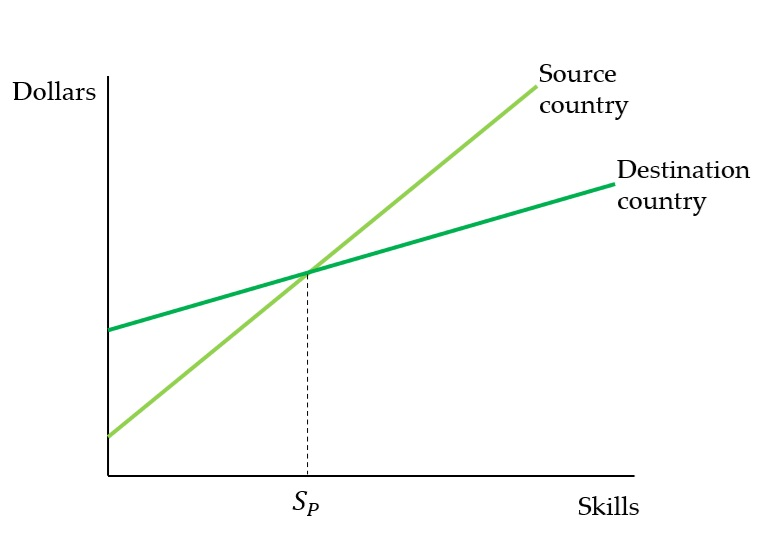 Source
country
Dollars
Destination
country
S_P
Skills